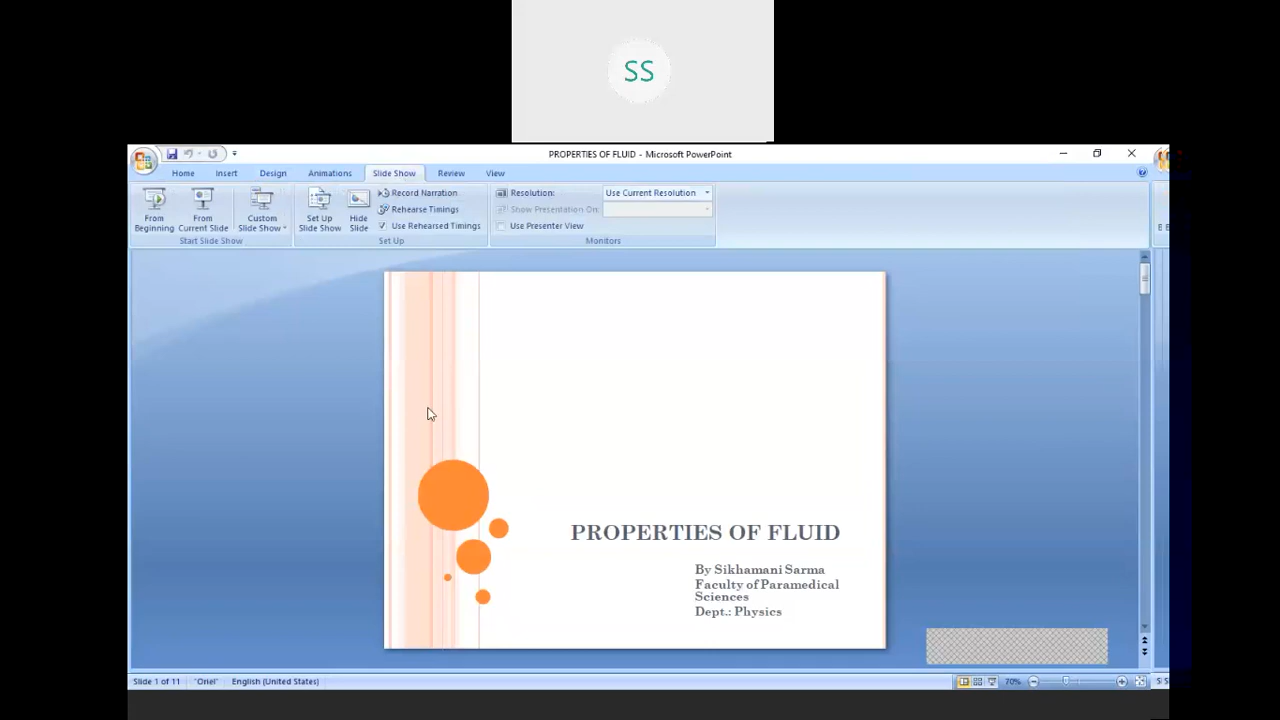 SS
PROPERTIES OF FLUID - Microsoft PowerPoint
Home Insert Design Animations Slide Show Review View
From Beginning
From Current Slide
Custom Slide Show
Start Slide Show
Set Up Slide Show
Hide Slide
Record Narration
Rehearse Timings
Use Rehearsed Timings
Set Up
Resolution: Use Current Resolution
Show Presentation On:
Use Presenter View
Monitors
PROPERTIES OF FLUID
By Sikhamani Sarma
Faculty of Paramedical
Sciences
Dept.: Physics
Slide 1 of 11 "Oriel" English (United States) 70%